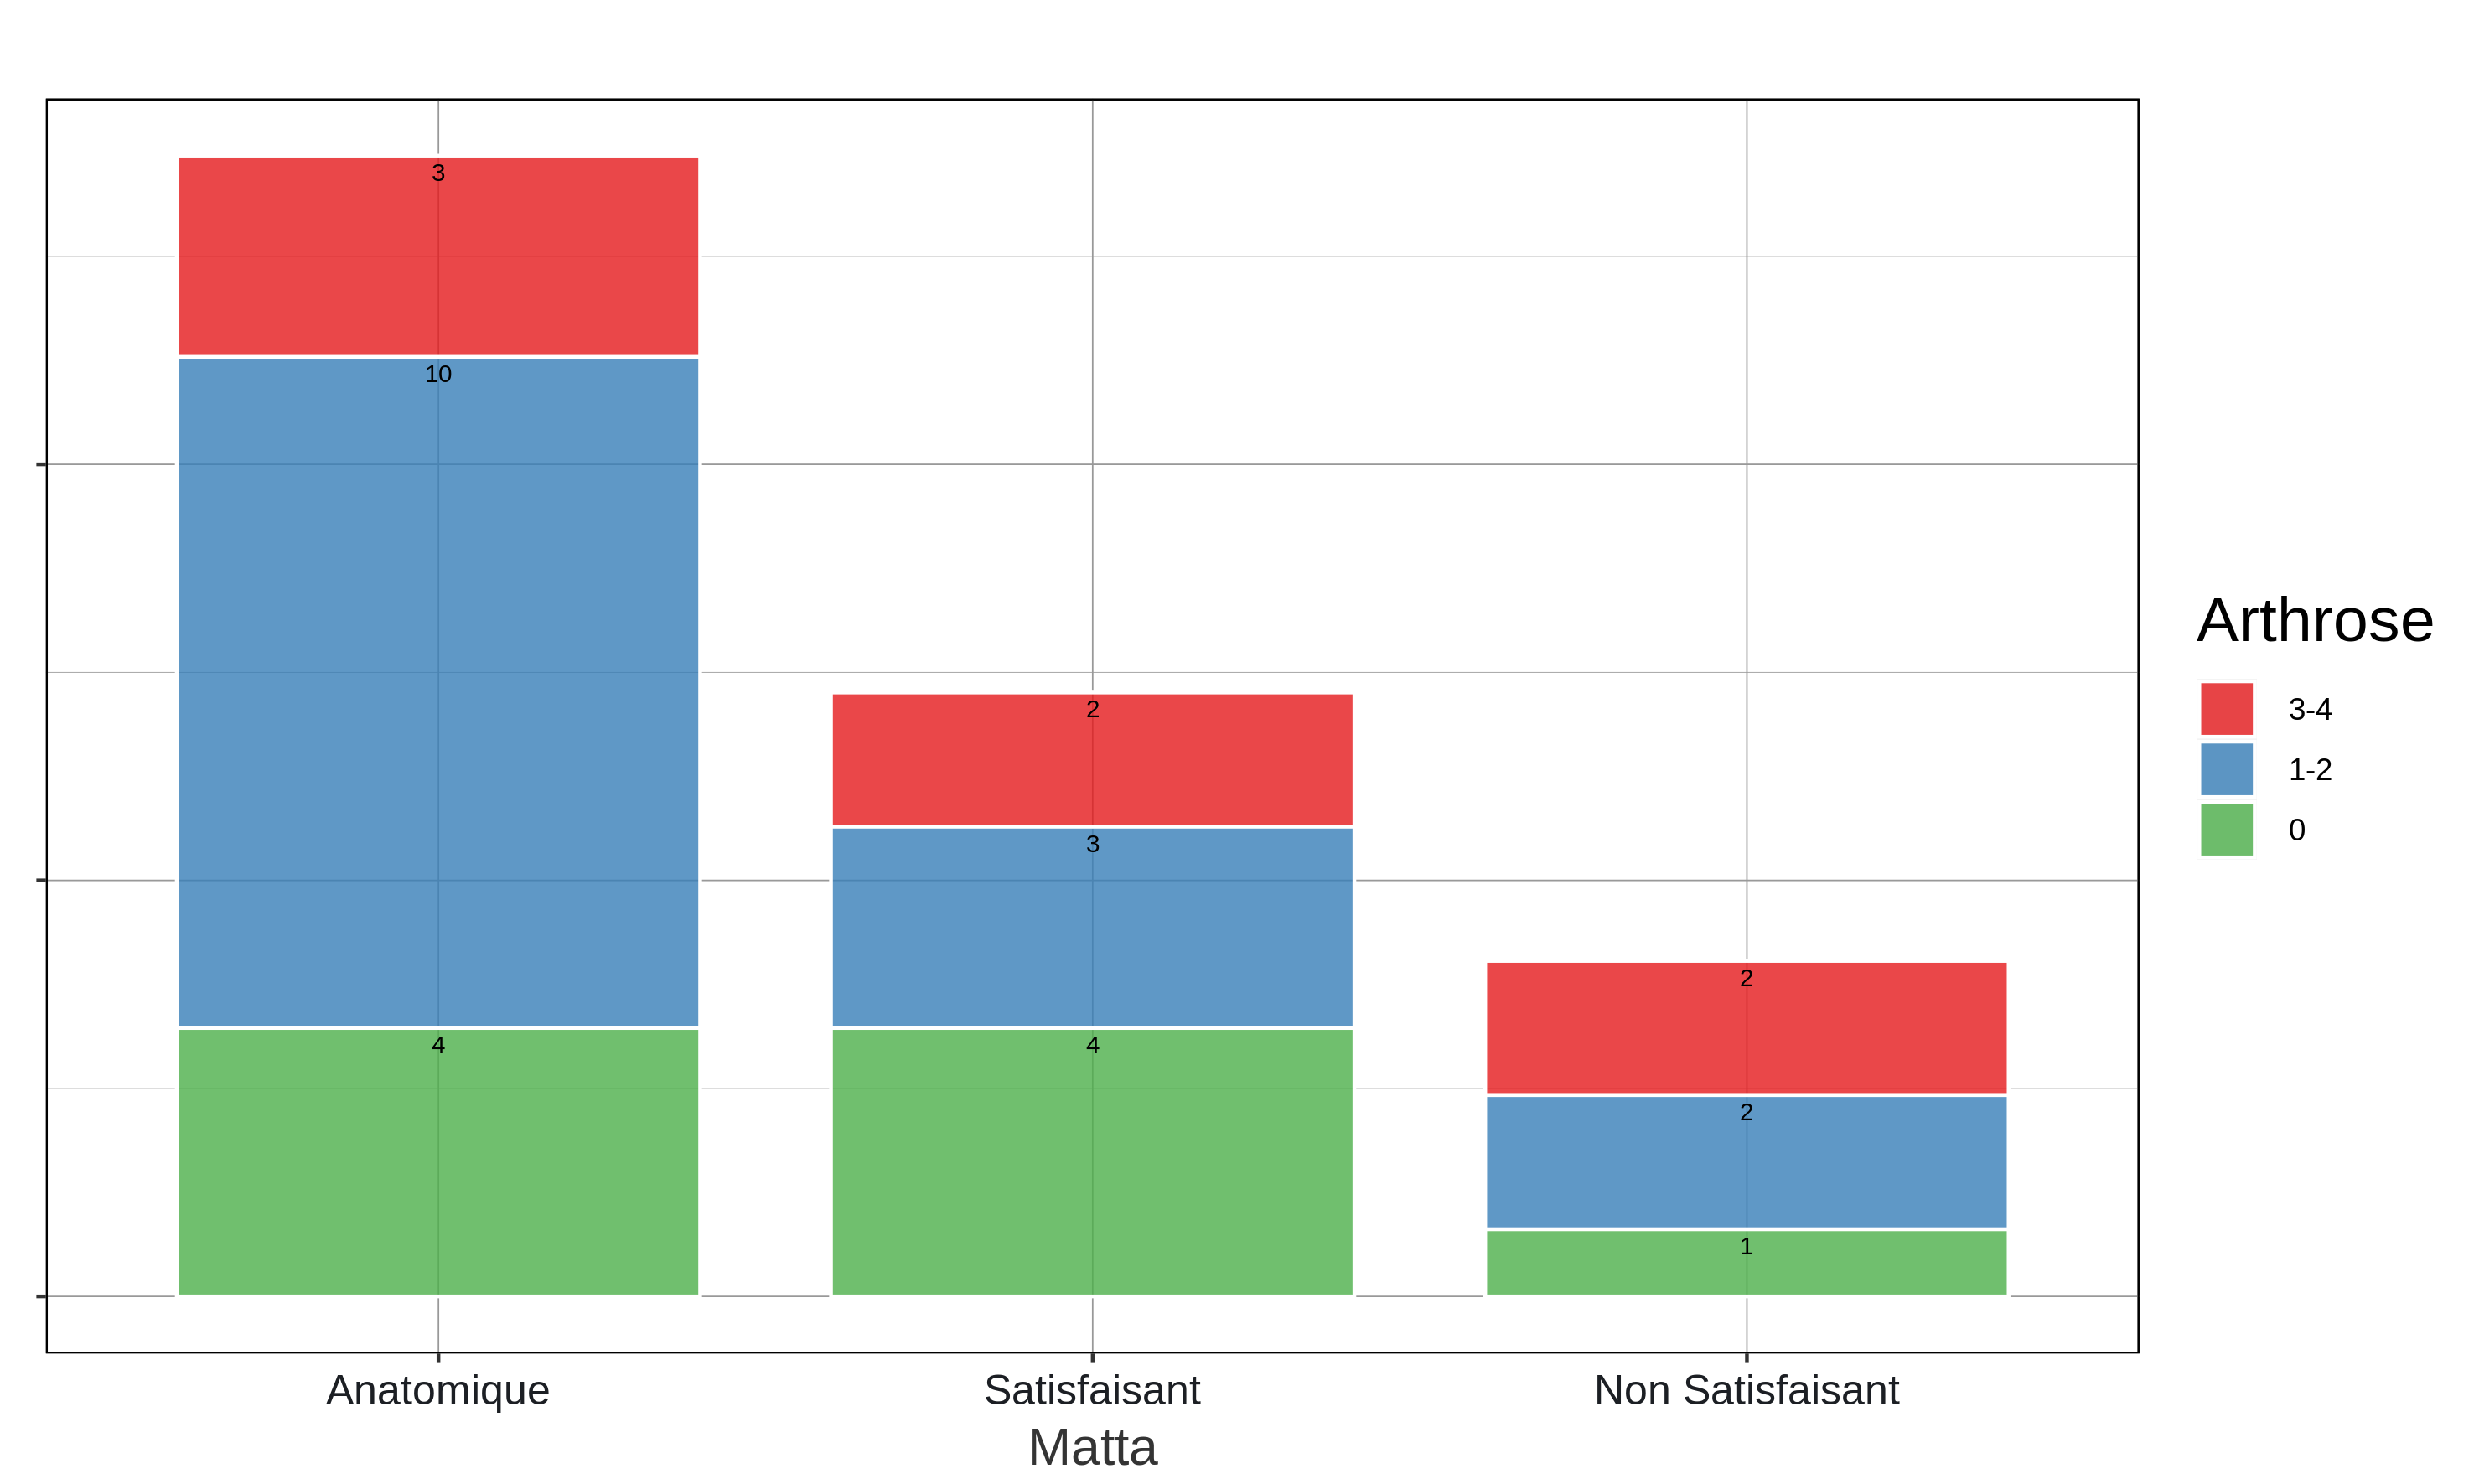 3
10
4
2
3
4
2
2
1
Anatomique
Satisfaisant
Non Satisfaisant
Matta
Arthrose
3-4
1-2
0